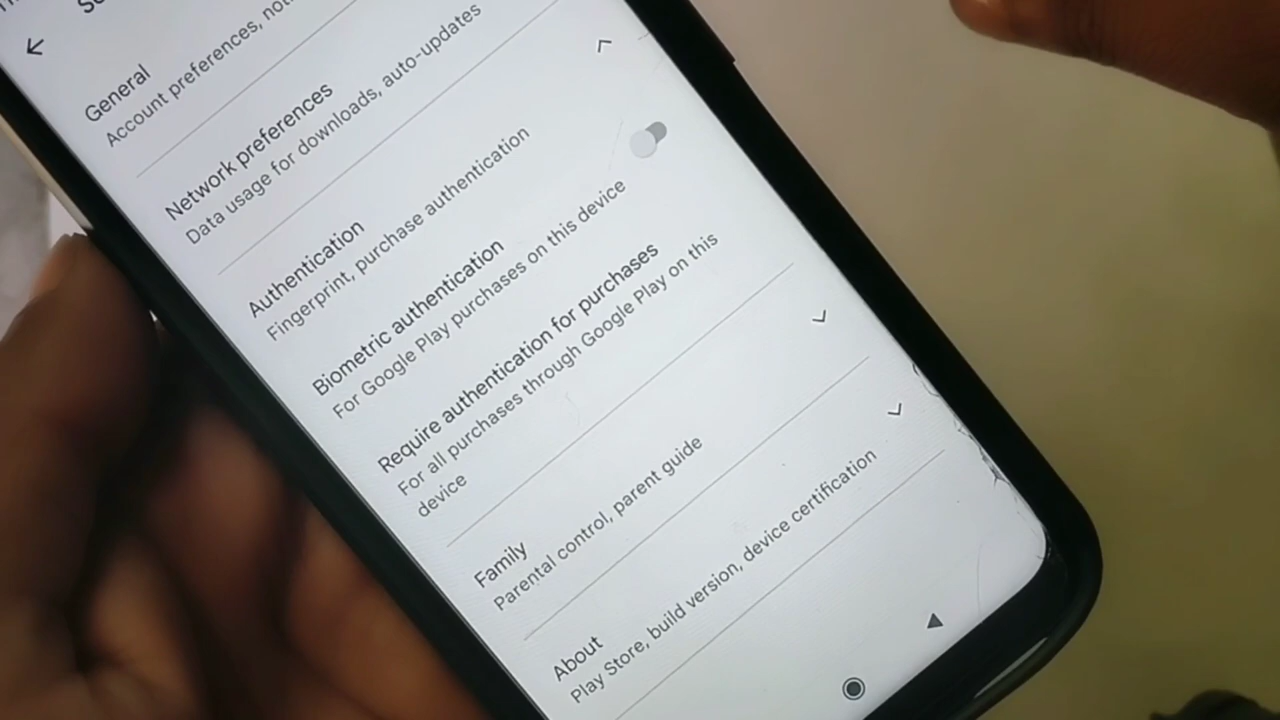 General
Account preferences,
Network preferences
Data usage for downloads, auto-updates
Authentication
Fingerprint, purchase authentication
Biometric authentication
For Google Play purchases on this device
Require authentication for purchases
For all purchases through Google Play on this
device
Family
Parental control, parent guide
About
Play Store, build version, device certification